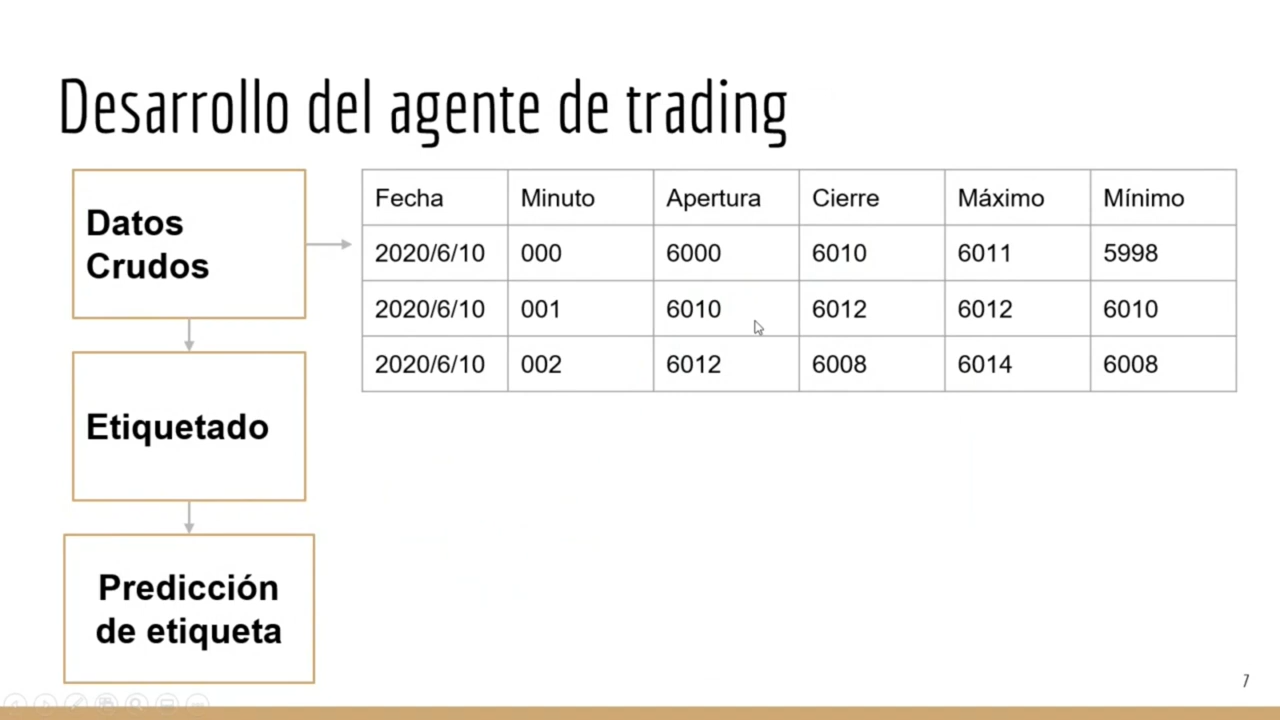 Desarrollo del agente de trading
Datos
Crudos
Fecha Minuto Apertura Cierre Máximo Mínimo
2020/6/10 000 6000 6010 6011 5998
2020/6/10 001 6010 6012 6012 6010
2020/6/10 002 6012 6008 6014 6008
Etiquetado
Predicción
de etiqueta
7